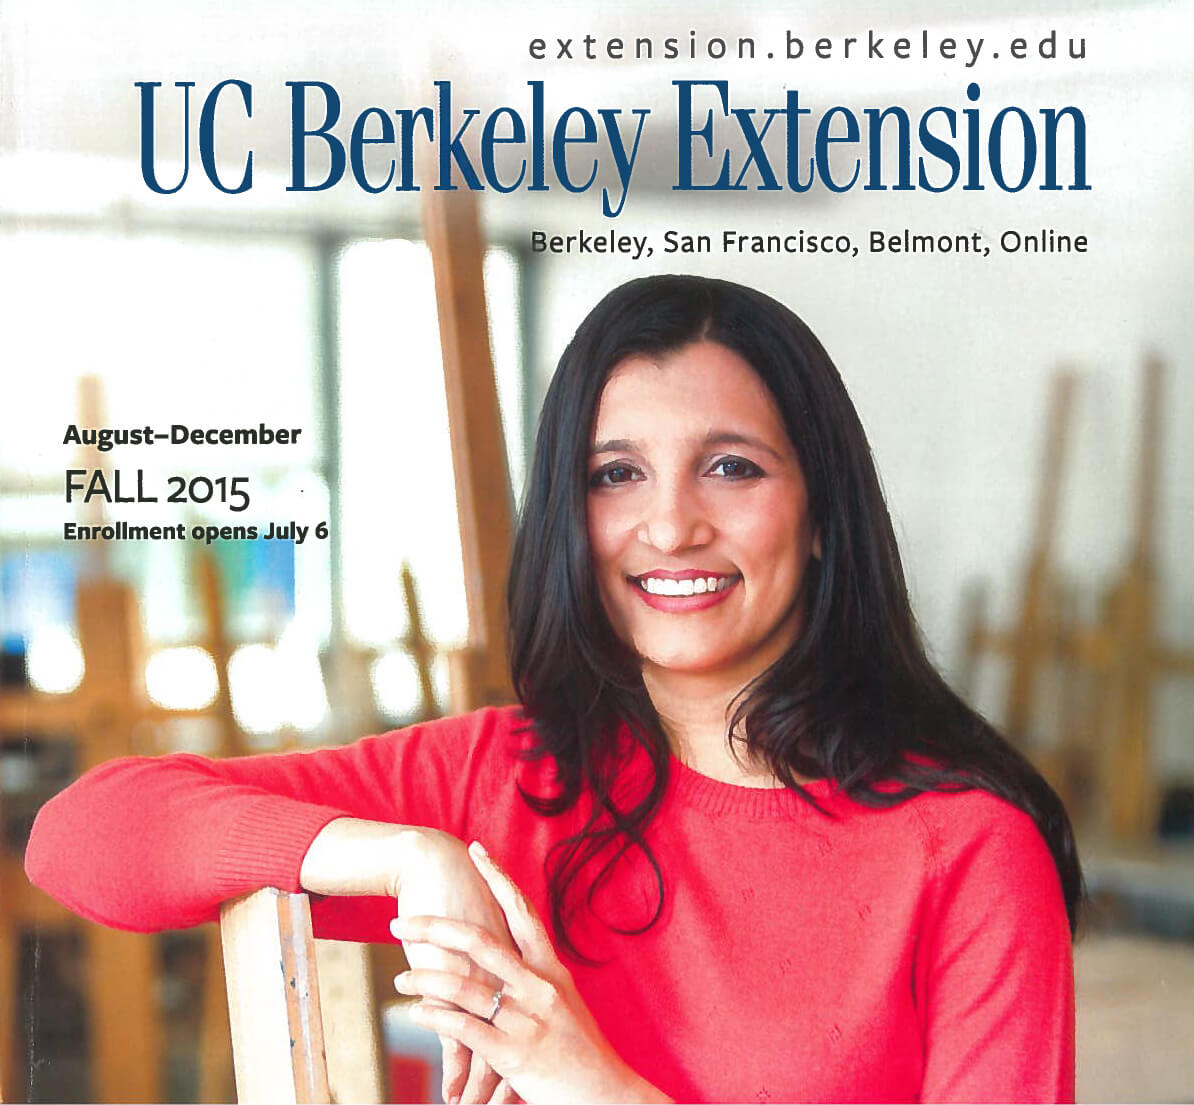 extension.berkeley.edu
UC Berkeley Extension
Berkeley, San Francisco, Belmont, Online
August–December
FALL 2015
Enrollment opens July 6